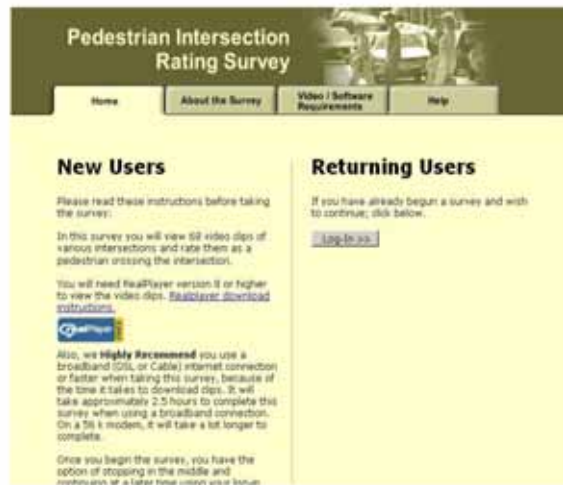 Pedestrian Intersection
Rating Survey
Home
About the Survey
Video / Software
Requirements
Help
New Users
Please read these instructions before taking
the survey:
In this survey you will view 68 video clips of
various intersections and rate them as a
pedestrian crossing the intersection.
You will need RealPlayer version 8 or higher
to view the video clips. Realplayer download
instructions.
RealPlayer
Also, we Highly Recommend you use a
broadband (DSL or Cable) internet connection
or faster when taking this survey, because of
the time it takes to download clips. It will
take approximately 2.5 hours to complete this
survey when using a broadband connection.
On a 56 k modem, it will take a lot longer to
complete.
Once you begin the survey, you have the
option of stopping in the middle and
continuing at a later time using your
Returning Users
If you have already begun a survey and wish
to continue; click below.
Log-In >>